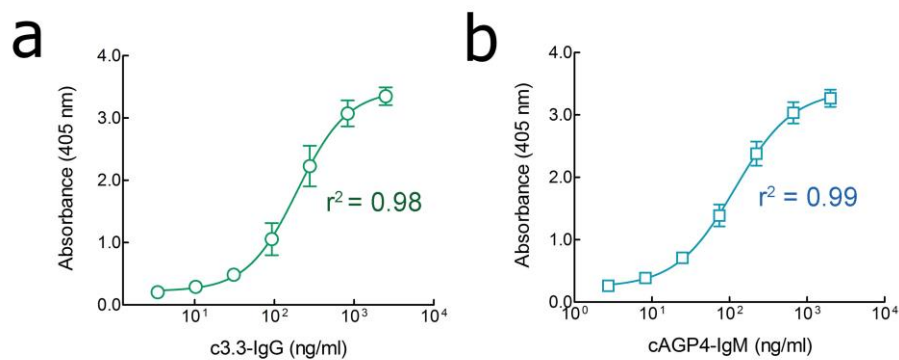 a
4.0
3.0
2.0
1.0
0.0
Absorbance (405 nm)
r² = 0.98
10¹ 10² 10³ 10⁴
c3.3-IgG (ng/ml)
b
4.0
3.0
2.0
1.0
0.0
Absorbance (405 nm)
r² = 0.99
10⁰ 10¹ 10² 10³ 10⁴
cAGP4-IgM (ng/ml)